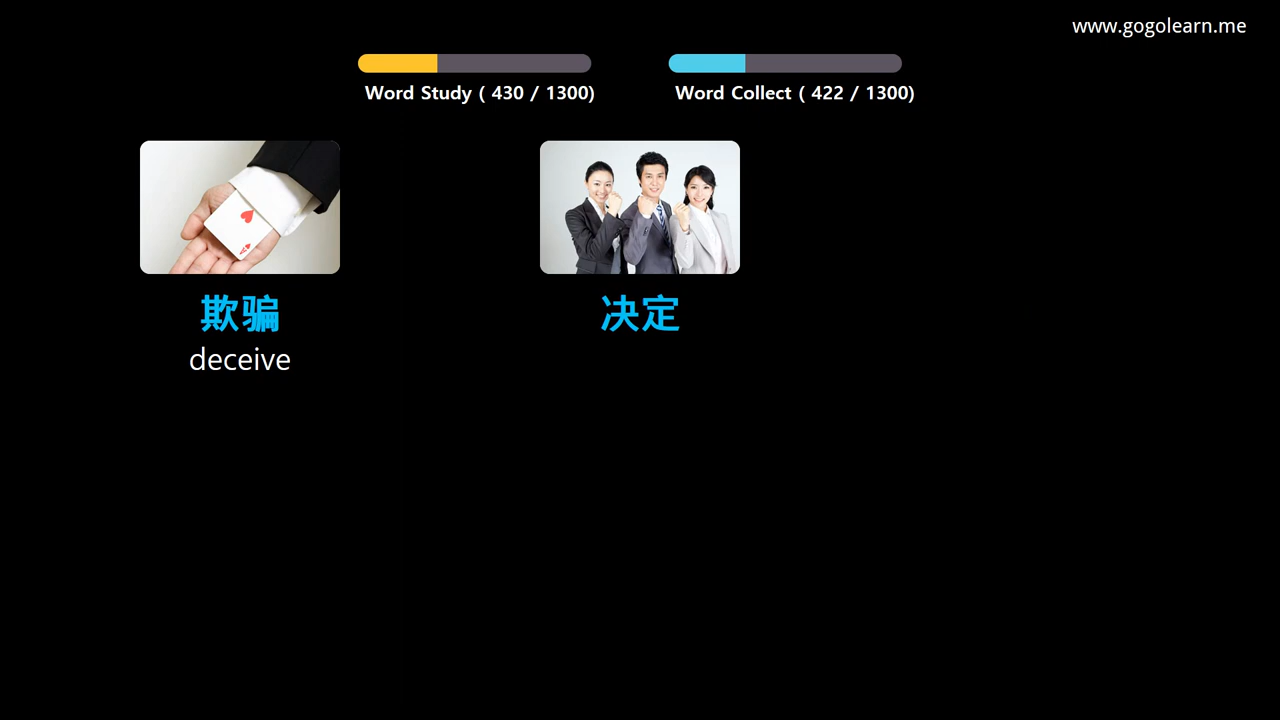 www.gogolearn.me
Word Study ( 430 / 1300)
Word Collect ( 422 / 1300)
欺骗
deceive
决定